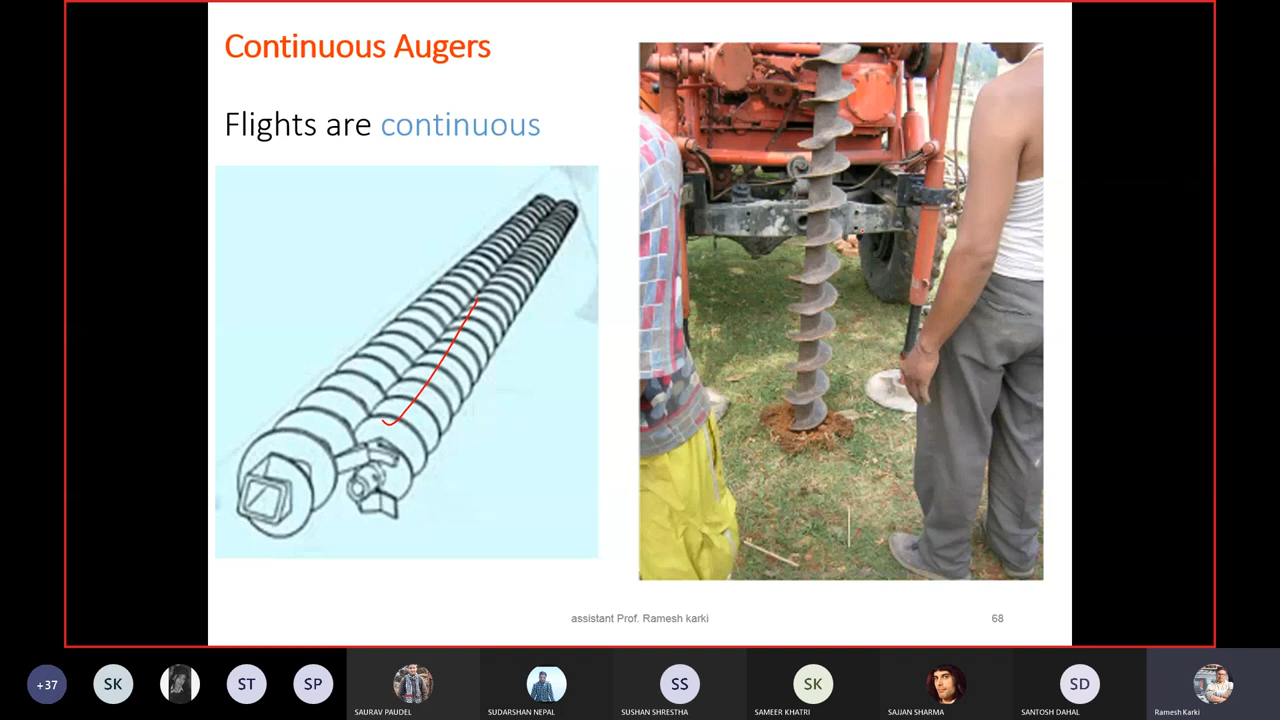 Continuous Augers
Flights are continuous
assistant Prof. Ramesh karki
68
+37
SK
ST
SP
SS
SK
SD
SAURAV PAUDEL
SUDARSHAN NEPAL
SUSHAN SHRESTHA
SAMEER KHATRI
SAJJAN SHARMA
SANTOSH DAHAL
Ramesh Karki